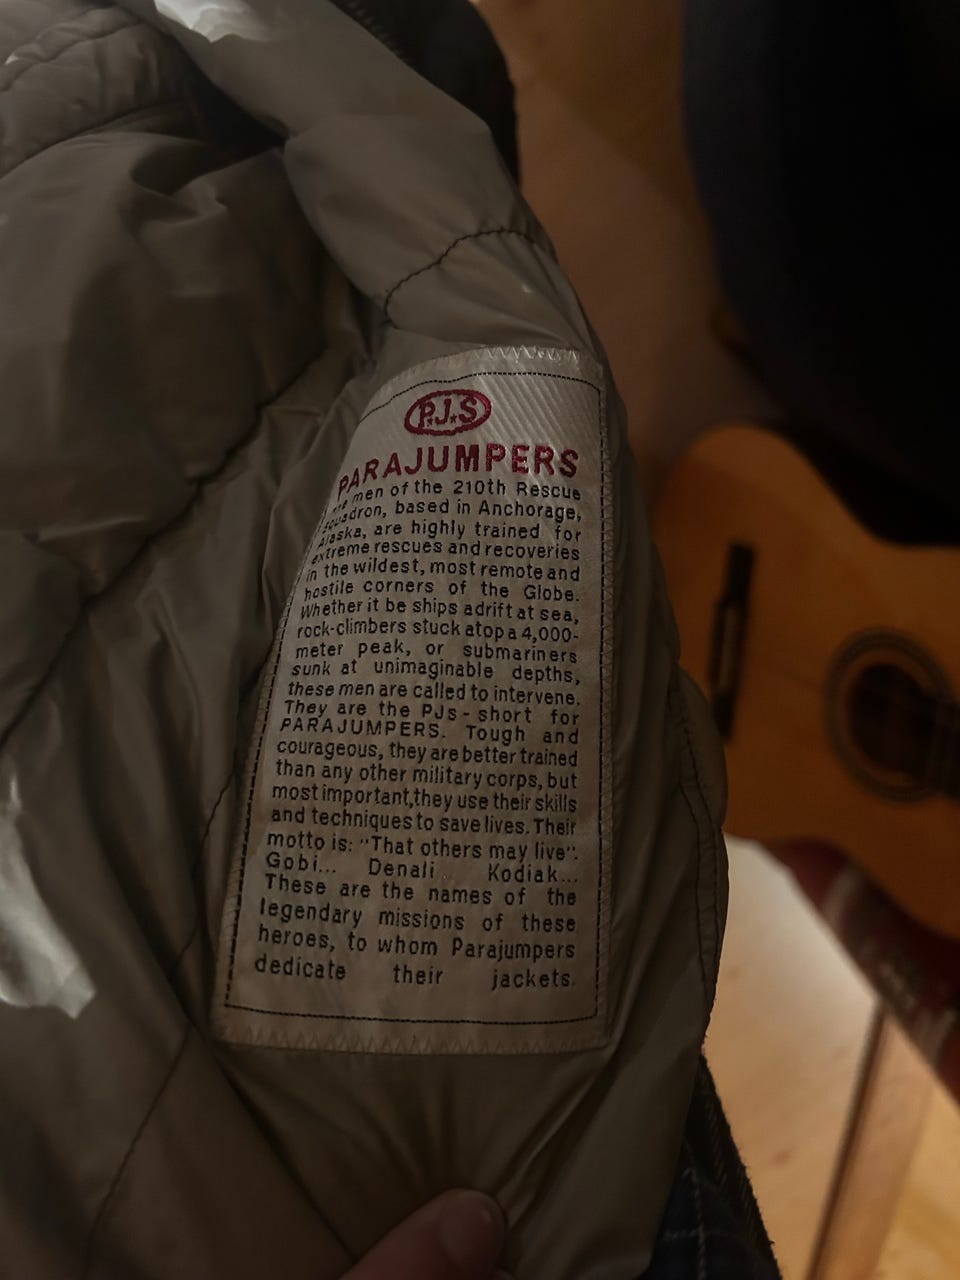 P.J.S
PARAJUMPERS
The men of the 210th Rescue
Squadron, based in Anchorage,
Alaska, are highly trained for
extreme rescues and recoveries
in the wildest, most remote and
hostile corners of the Globe.
Whether it be ships adrift at sea,
rock-climbers stuck atop a 4,000-
meter peak, or submariners
sunk at unimaginable depths,
these men are called to intervene.
They are the PJs - short for
PARAJUMPERS. Tough and
courageous, they are better trained
than any other military corps, but
most important,they use their skills
and techniques to save lives. Their
motto is: "That others may live".
Gobi... Denali Kodiak...
These are the names of the
legendary missions of these
heroes, to whom Parajumpers
dedicate their jackets.